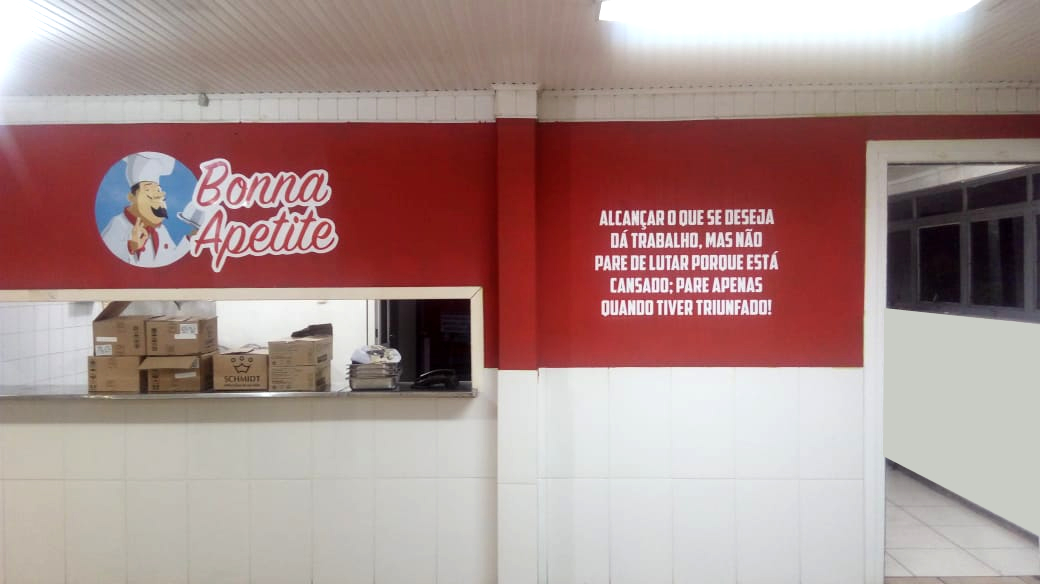 Bonna
Apetite
ALCANÇAR O QUE SE DESEJA
DÁ TRABALHO, MAS NÃO
PARE DE LUTAR PORQUE ESTÁ
CANSADO; PARE APENAS
QUANDO TIVER TRIUNFADO!
SCHMIDT